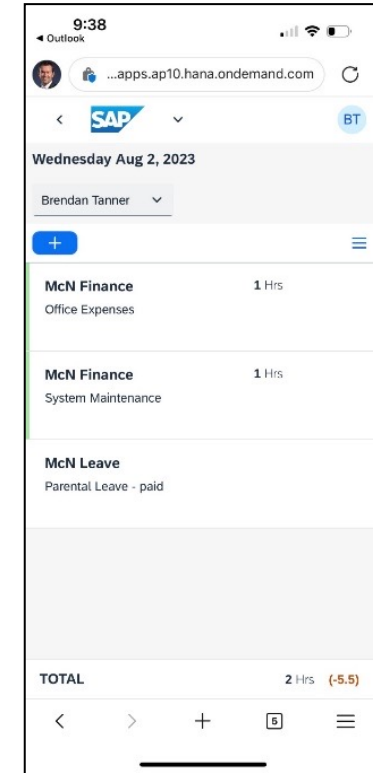 9:38
◄ Outlook
...apps.ap10.hana.ondemand.com
SAP
BT
Wednesday Aug 2, 2023
Brendan Tanner
+
McN Finance 1 Hrs
Office Expenses
McN Finance 1 Hrs
System Maintenance
McN Leave
Parental Leave - paid
TOTAL 2 Hrs (-5.5)
5